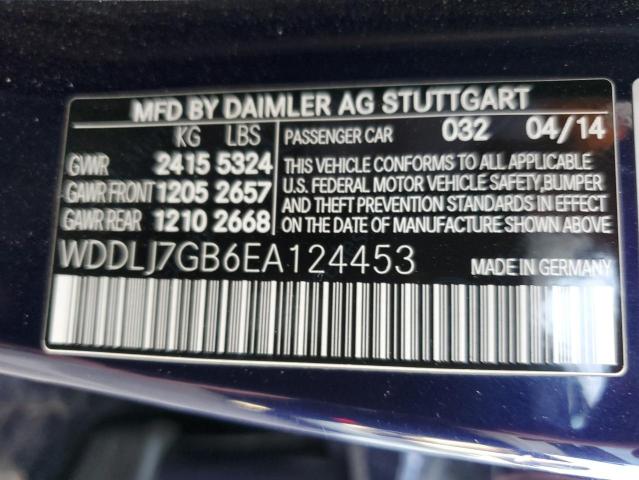 MFD BY DAIMLER AG STUTTGART
KG LBS
GVWR 2415 5324
GAWR FRONT 1205 2657
GAWR REAR 1210 2668
PASSENGER CAR 032 04/14
THIS VEHICLE CONFORMS TO ALL APPLICABLE
U.S. FEDERAL MOTOR VEHICLE SAFETY, BUMPER
AND THEFT PREVENTION STANDARDS IN EFFECT
ON THE DATE OF MANUFACTURE SHOWN ABOVE
WDDLJ7GB6EA124453 MADE IN GERMANY